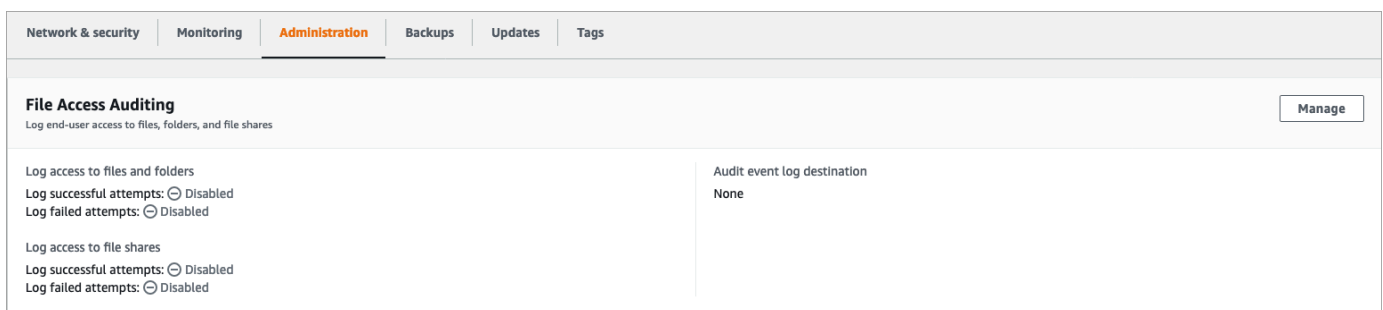 Network & security
Monitoring
Administration
Backups
Updates
Tags
File Access Auditing
Log end-user access to files, folders, and file shares
Manage
Log access to files and folders
Log successful attempts: Disabled
Log failed attempts: Disabled
Log access to file shares
Log successful attempts: Disabled
Log failed attempts: Disabled
Audit event log destination
None